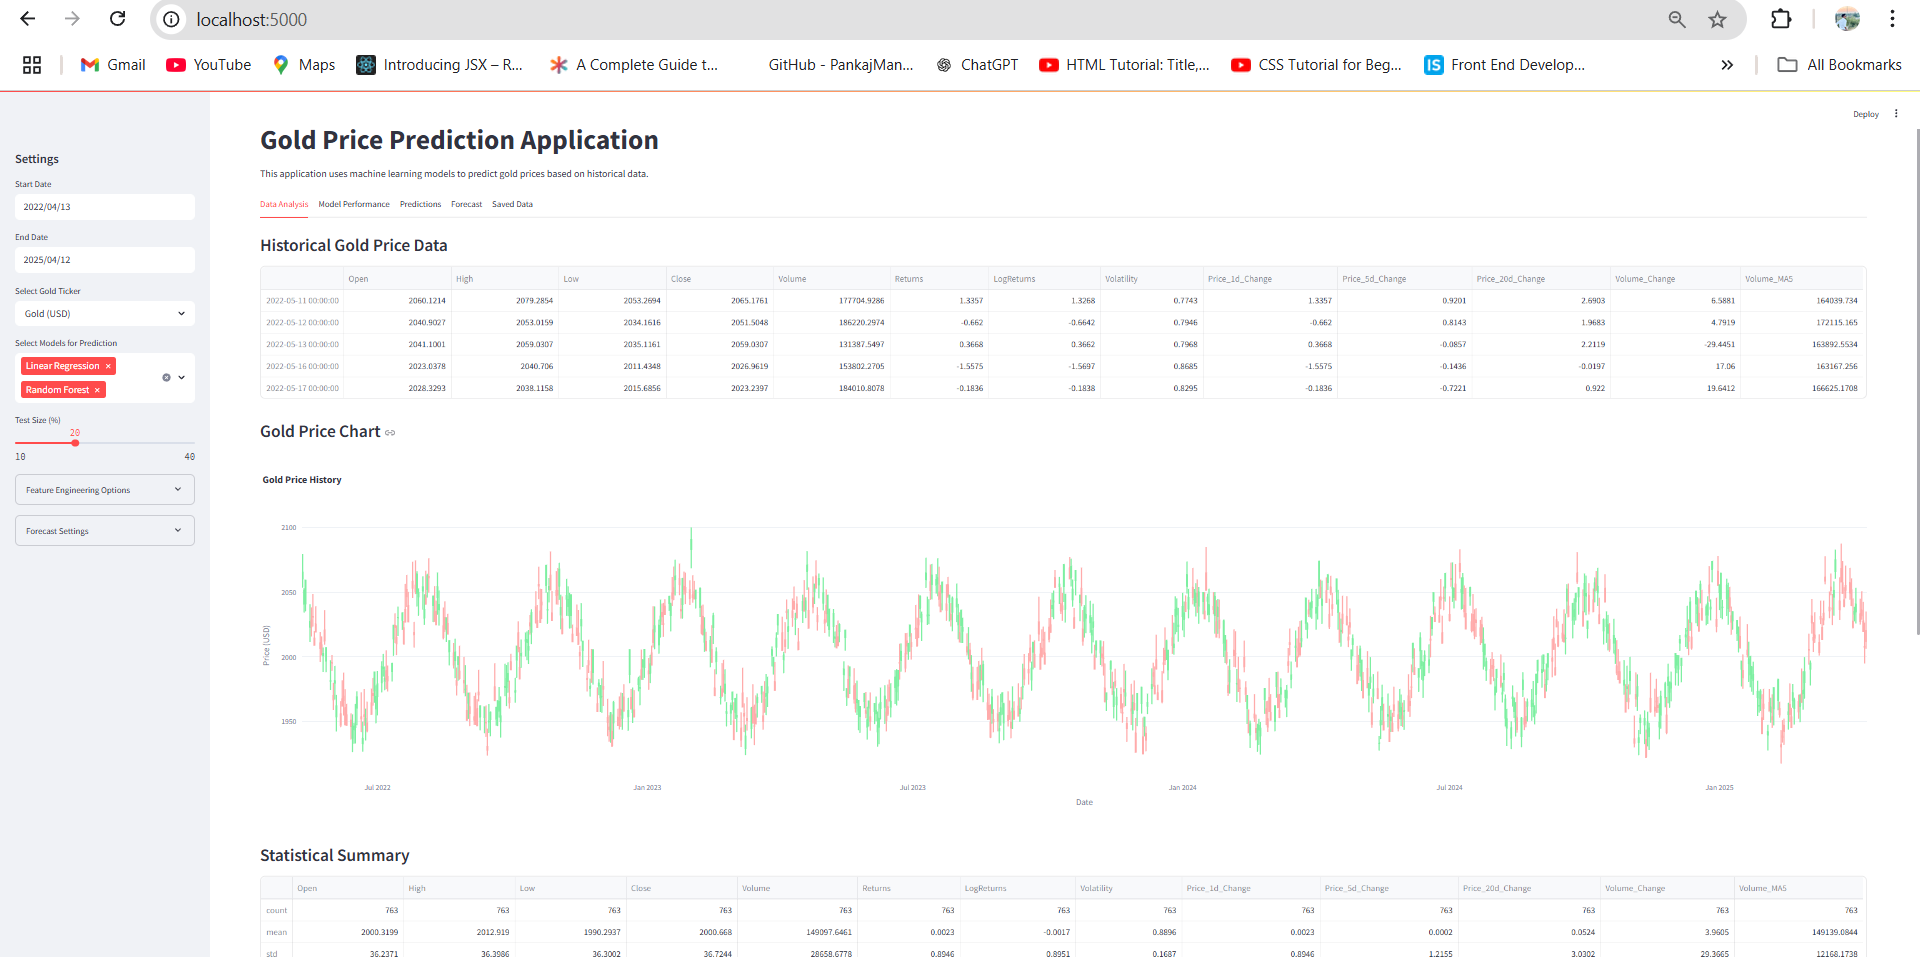 localhost:5000
Gmail YouTube Maps Introducing JSX – R... A Complete Guide t... GitHub - PankajMan... ChatGPT HTML Tutorial: Title,... CSS Tutorial for Beg... Front End Develop... » All Bookmarks
Deploy
Settings
Start Date
2022/04/13
End Date
2025/04/12
Select Gold Ticker
Gold (USD)
Select Models for Prediction
Linear Regression ×
Random Forest ×
Test Size (%)
20
10 40
Feature Engineering Options
Forecast Settings
Gold Price Prediction Application
This application uses machine learning models to predict gold prices based on historical data.
Data Analysis Model Performance Predictions Forecast Saved Data
Historical Gold Price Data
Open High Low Close Volume Returns LogReturns Volatility Price_1d_Change Price_5d_Change Price_20d_Change Volume_Change Volume_MA5
2022-05-11 00:00:00 2060.1214 2079.2854 2053.2694 2065.1761 177704.9286 1.3357 1.3268 0.7743 1.3357 0.9201 2.6903 6.5881 164039.734
2022-05-12 00:00:00 2040.9027 2053.0159 2034.1616 2051.5048 186220.2974 -0.662 -0.6642 0.7946 -0.662 0.8143 1.9683 4.7919 172115.165
2022-05-13 00:00:00 2041.1001 2059.0307 2035.1161 2059.0307 131387.5497 0.3668 0.3662 0.7968 0.3668 -0.0857 2.2119 -29.4451 163892.5534
2022-05-16 00:00:00 2023.0378 2040.706 2011.4348 2026.9619 153802.2705 -1.5575 -1.5697 0.8685 -1.5575 -0.1436 -0.0197 17.06 163167.256
2022-05-17 00:00:00 2028.3293 2038.1158 2015.6856 2023.2397 184010.8078 -0.1836 -0.1838 0.8295 -0.1836 -0.7221 0.922 19.6412 166625.1708
Gold Price Chart
Gold Price History
2100
2050
2000
1950
Price (USD)
Jul 2022 Jan 2023 Jul 2023 Jan 2024 Jul 2024 Jan 2025
Date
Statistical Summary
Open High Low Close Volume Returns LogReturns Volatility Price_1d_Change Price_5d_Change Price_20d_Change Volume_Change Volume_MA5
count 763 763 763 763 763 763 763 763 763 763 763 763 763
mean 2000.3199 2012.919 1990.2937 2000.668 149097.6461 0.0023 -0.0017 0.8896 0.0023 0.0002 0.0524 3.9605 149139.0844
std 36.2371 36.3986 36.3002 36.7244 28658.6778 0.8946 0.8951 0.1687 0.8946 1.2155 3.0302 29.3665 12168.1738